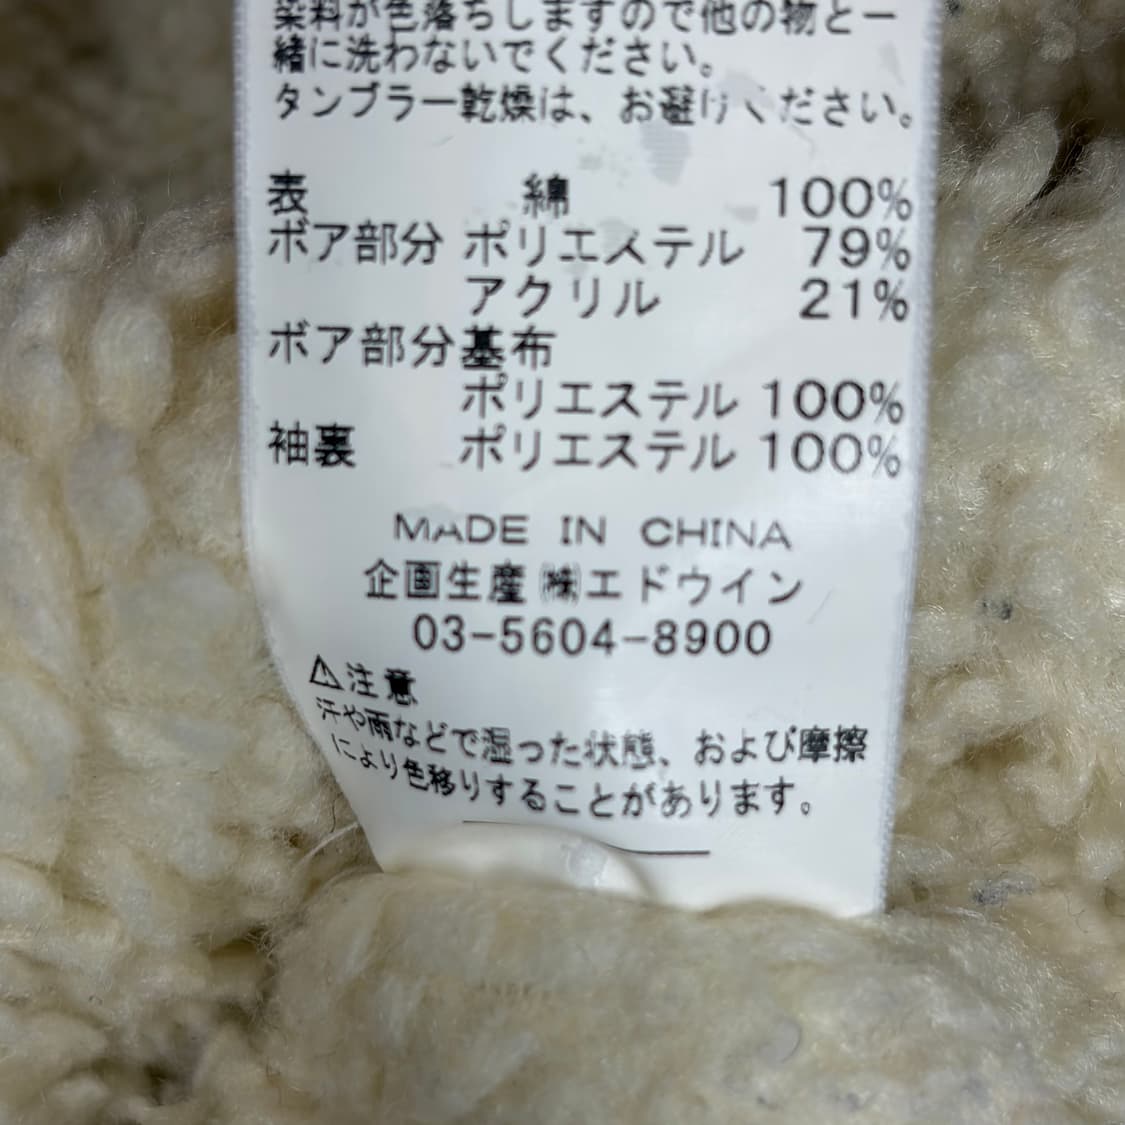 染料が色落ちしますので他の物と一
緒に洗わないでください。
タンブラー乾燥は、お避けください。
表 綿 100%
ボア部分 ポリエステル 79%
アクリル 21%
ボア部分基布
ポリエステル 100%
袖裏 ポリエステル 100%
MADE IN CHINA
企画生産 ㈱エドウイン
03-5604-8900
⚠注意
汗や雨などで湿った状態、および摩擦
により色移りすることがあります。